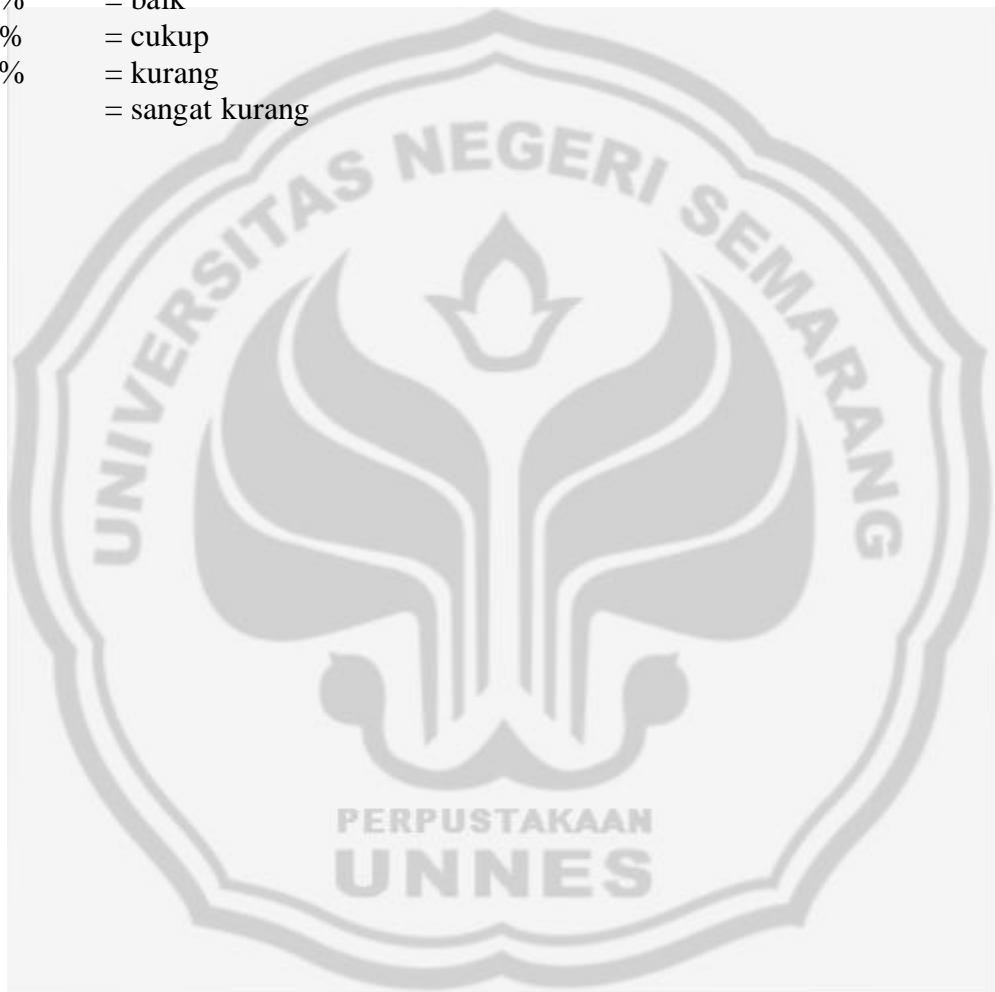 % = baik
% = cukup
% = kurang
= sangat kurang
UNIVERSITAS NEGERI SEMARANG
PERPUSTAKAAN
UNNES